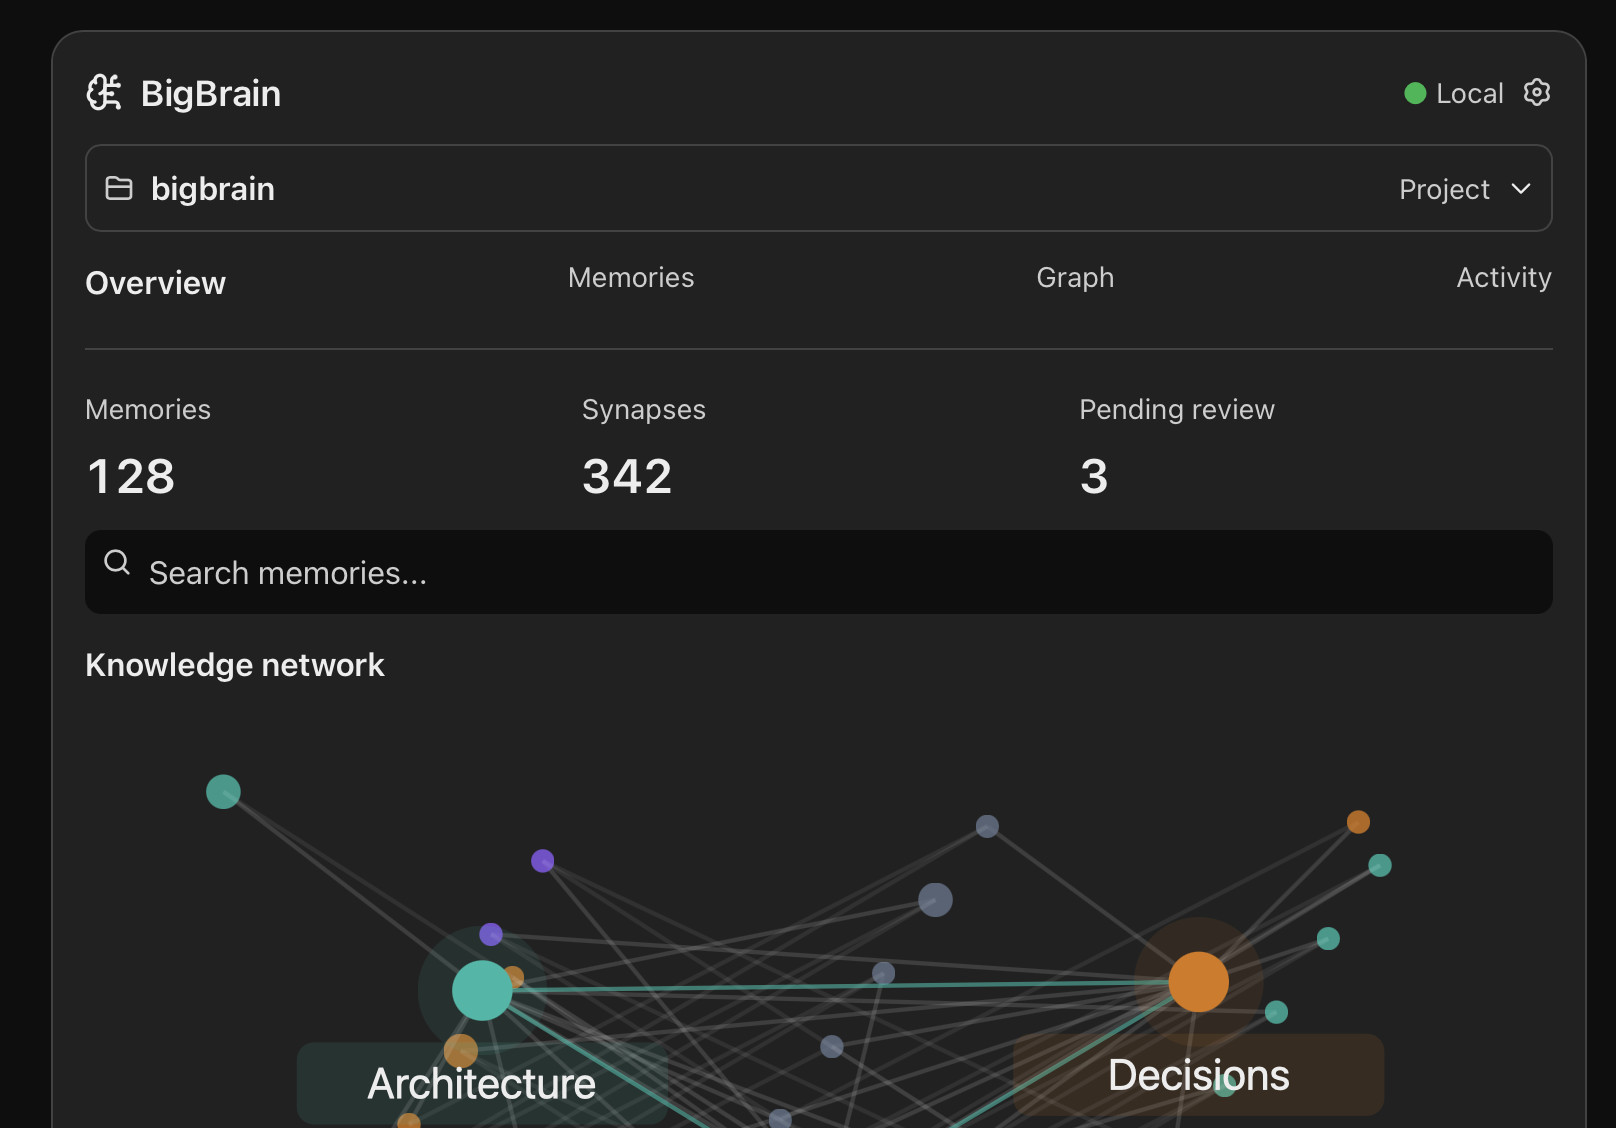 BigBrain
Local
bigbrain
Project
Overview
Memories
Graph
Activity
Memories
Synapses
Pending review
128
342
3
Search memories...
Knowledge network
Architecture
Decisions